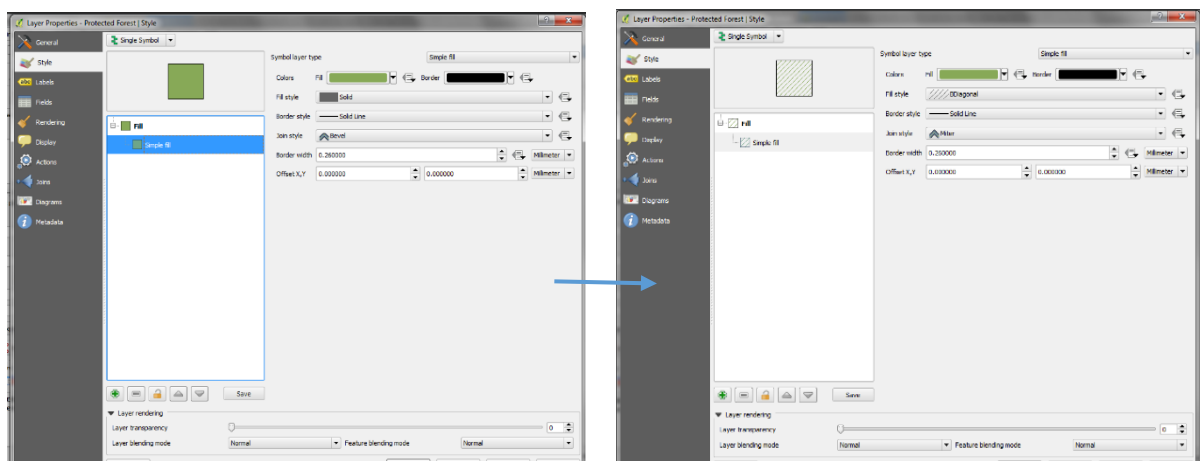 Layer Properties - Protected Forest | Style
General
Style
Labels
Fields
Rendering
Display
Actions
Joins
Diagrams
Metadata
Single Symbol
Fill
Simple fill
Save
Symbol layer type Simple fill
Colors Fill Border
Fill style Solid
Border style Solid Line
Join style Bevel
Border width 0.260000 Millimeter
Offset X,Y 0.000000 0.000000 Millimeter
Layer rendering
Layer transparency 0
Layer blending mode Normal Feature blending mode Normal
Layer Properties - Protected Forest | Style
General
Style
Labels
Fields
Rendering
Display
Actions
Joins
Diagrams
Metadata
Single Symbol
Fill
Simple fill
Save
Symbol layer type Simple fill
Colors Fill Border
Fill style BDiagonal
Border style Solid Line
Join style Miter
Border width 0.260000 Millimeter
Offset X,Y 0.000000 0.000000 Millimeter
Layer rendering
Layer transparency 0
Layer blending mode Normal Feature blending mode Normal